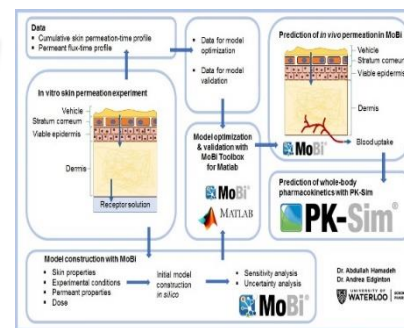 Data
• Cumulative skin permeation-time profile
• Permeant flux-time profile
• Data for model optimization
• Data for model validation
Prediction of in vivo permeation in MoBi
Vehicle
Stratum corneum
Viable epidermis
Dermis
Blood uptake
MoBi
In vitro skin permeation experiment
Vehicle
Stratum corneum
Viable epidermis
Dermis
Receptor solution
Model optimization
& validation with
MoBi Toolbox
for Matlab
MoBi
MATLAB
Prediction of whole-body
pharmacokinetics with PK-Sim
PK-Sim
Model construction with MoBi
• Skin properties
• Experimental conditions
• Permeant properties
• Dose
Initial model
construction
in silico
• Sensitivity analysis
• Uncertainty analysis
MoBi
Dr. Abdullah Hamadeh
Dr. Andrea Edginton
UNIVERSITY OF
WATERLOO